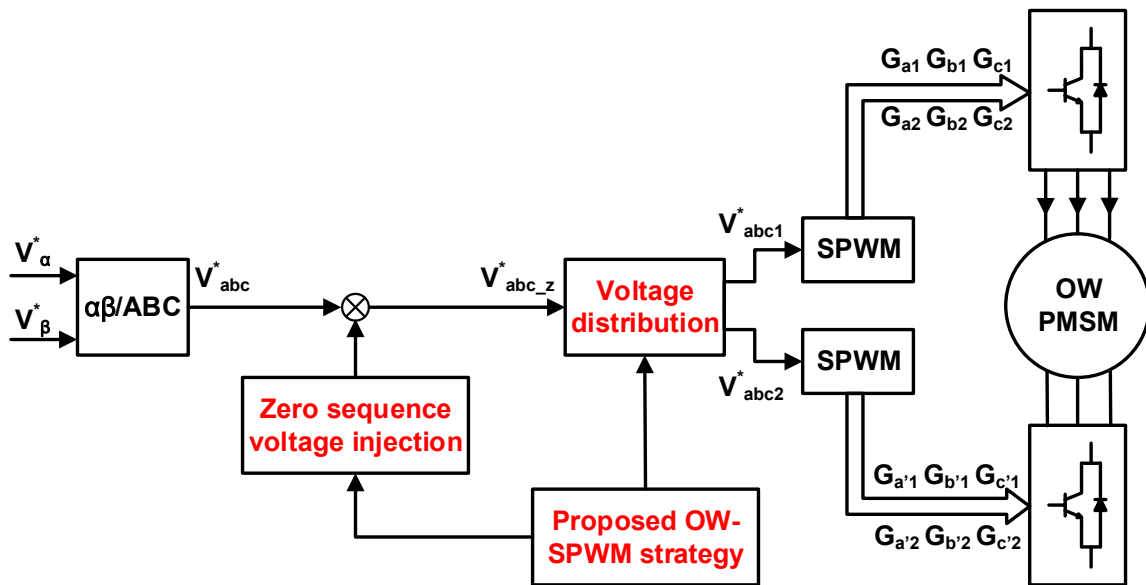 V*α
V*β
αβ/ABC
V*abc
Zero sequence
voltage injection
V*abc_z
Proposed OW-
SPWM strategy
Voltage
distribution
V*abc1
V*abc2
SPWM
SPWM
Ga1 Gb1 Gc1
Ga2 Gb2 Gc2
OW
PMSM
Ga'1 Gb'1 Gc'1
Ga'2 Gb'2 Gc'2